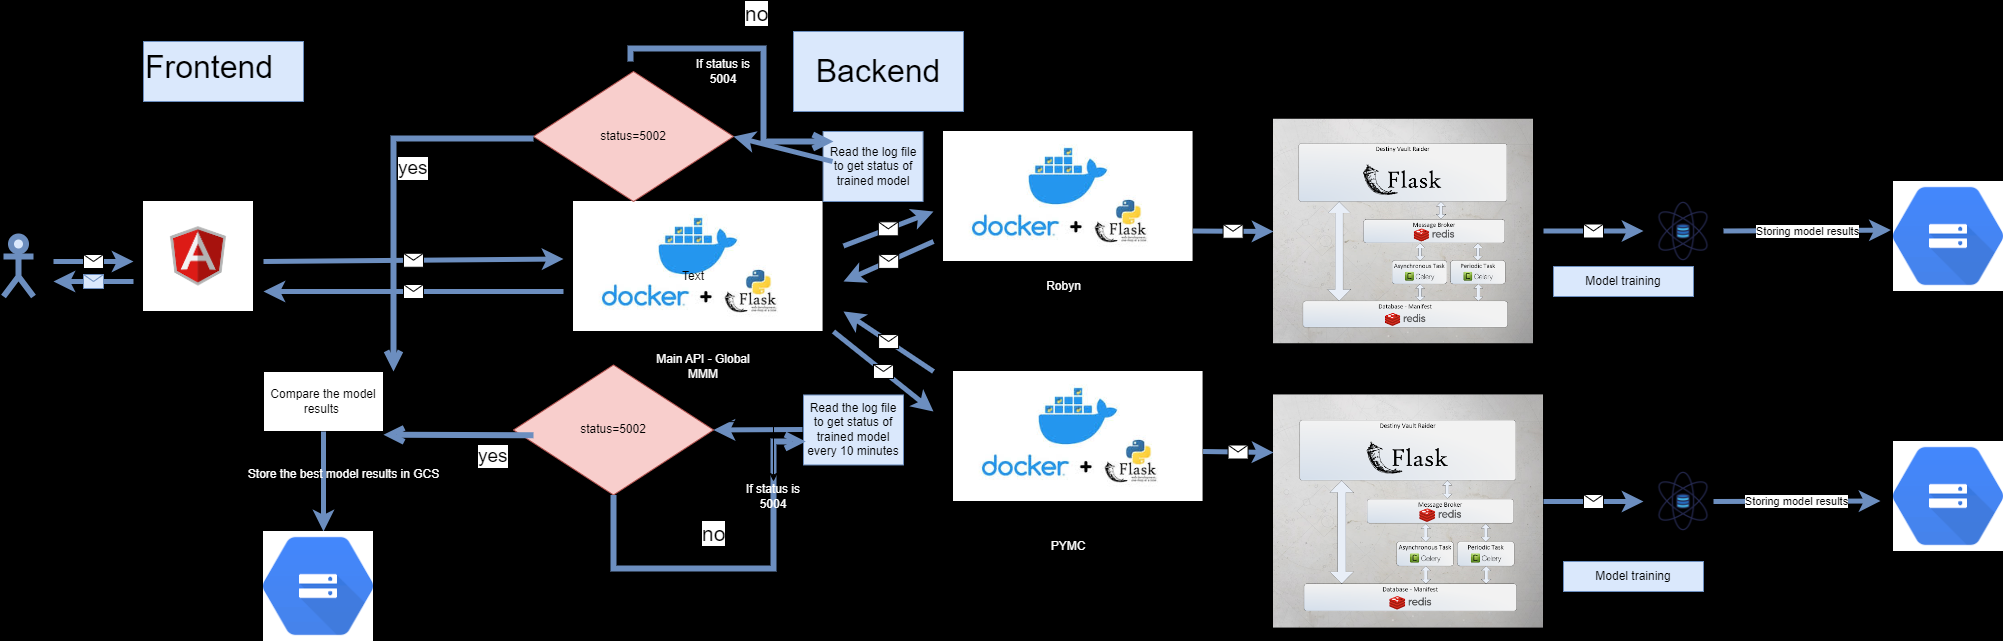 no
Frontend
If status is
5004
Backend
status=5002
yes
Read the log file
to get status of
trained model
docker + Flask
Text
docker + Flask
Main API - Global
MMM
Robyn
Destiny Vault Raider
Flask
Message Broker
redis
Asynchronous Task
Celery
Periodic Task
Celery
Database - Manifest
redis
Model training
Storing model results
Compare the model
results
status=5002
yes
Read the log file
to get status of
trained model
every 10 minutes
Store the best model results in GCS
If status is
5004
no
docker + Flask
PYMC
Destiny Vault Raider
Flask
Message Broker
redis
Asynchronous Task
Celery
Periodic Task
Celery
Database - Manifest
redis
Model training
Storing model results